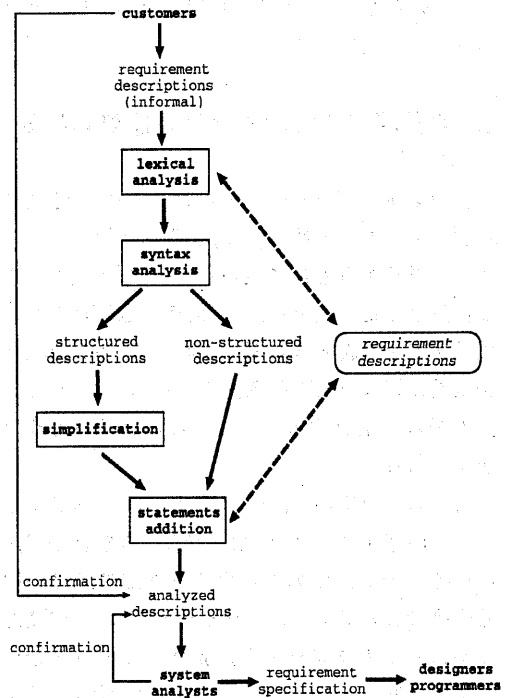 customers
requirement
descriptions
(informal)
lexical
analysis
syntax
analysis
structured
descriptions
non-structured
descriptions
requirement
descriptions
simplification
statements
addition
confirmation
analyzed
descriptions
confirmation
system
analysts
requirement
specification
designers
programmers